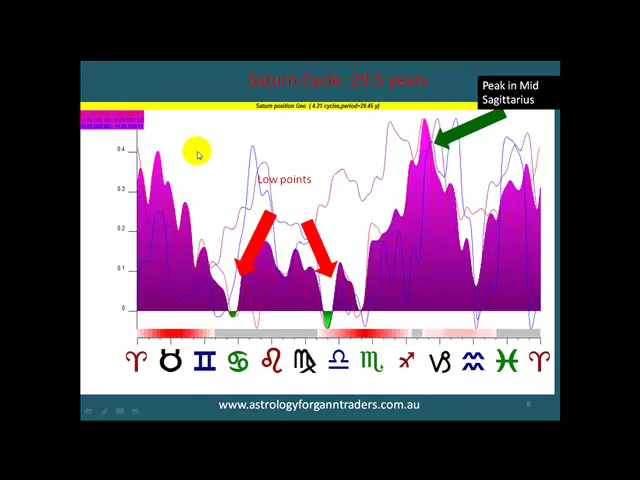 Saturn Cycle: 29.5 years
Peak in Mid
Sagittarius
Saturn position Geo ( 4.21 cycles,period=29.45 y)
Low points
0.4
0.3
0.2
0.1
0
♈ ♉ ♊ ♋ ♌ ♍ ♎ ♏ ♐ ♑ ♒ ♓ ♈
www.astrologyforganntraders.com.au
8